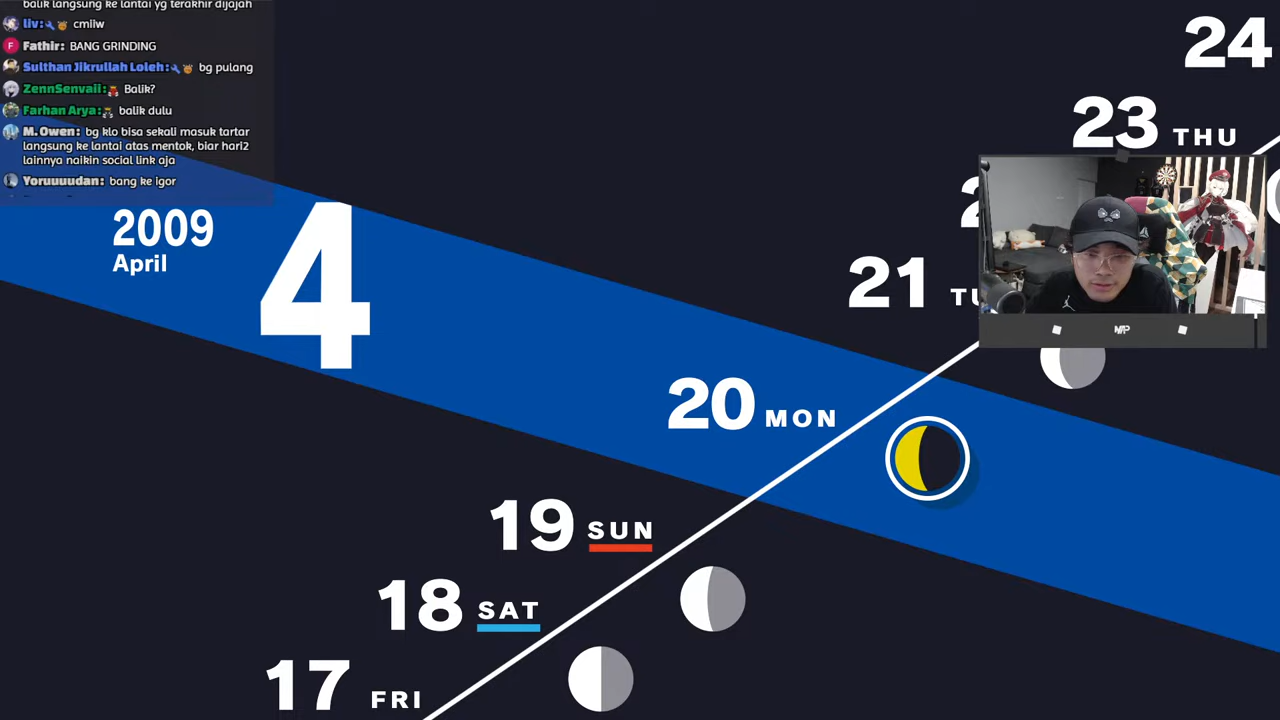 balik langsung ke lantai yg terakhir dijajah
Liv: cmiiw
Fathir: BANG GRINDING
Sulthan Jikrullah Loleh: bg pulang
ZennSenvaii: Balik?
Farhan Arya: balik dulu
M. Owen: bg klo bisa sekali masuk tartar
langsung ke lantai atas mentok, biar hari2
lainnya naikin social link aja
Yoruuuudan: bang ke igor
24
23 THU
21
20 MON
19 SUN
18 SAT
17 FRI
2009
April
4